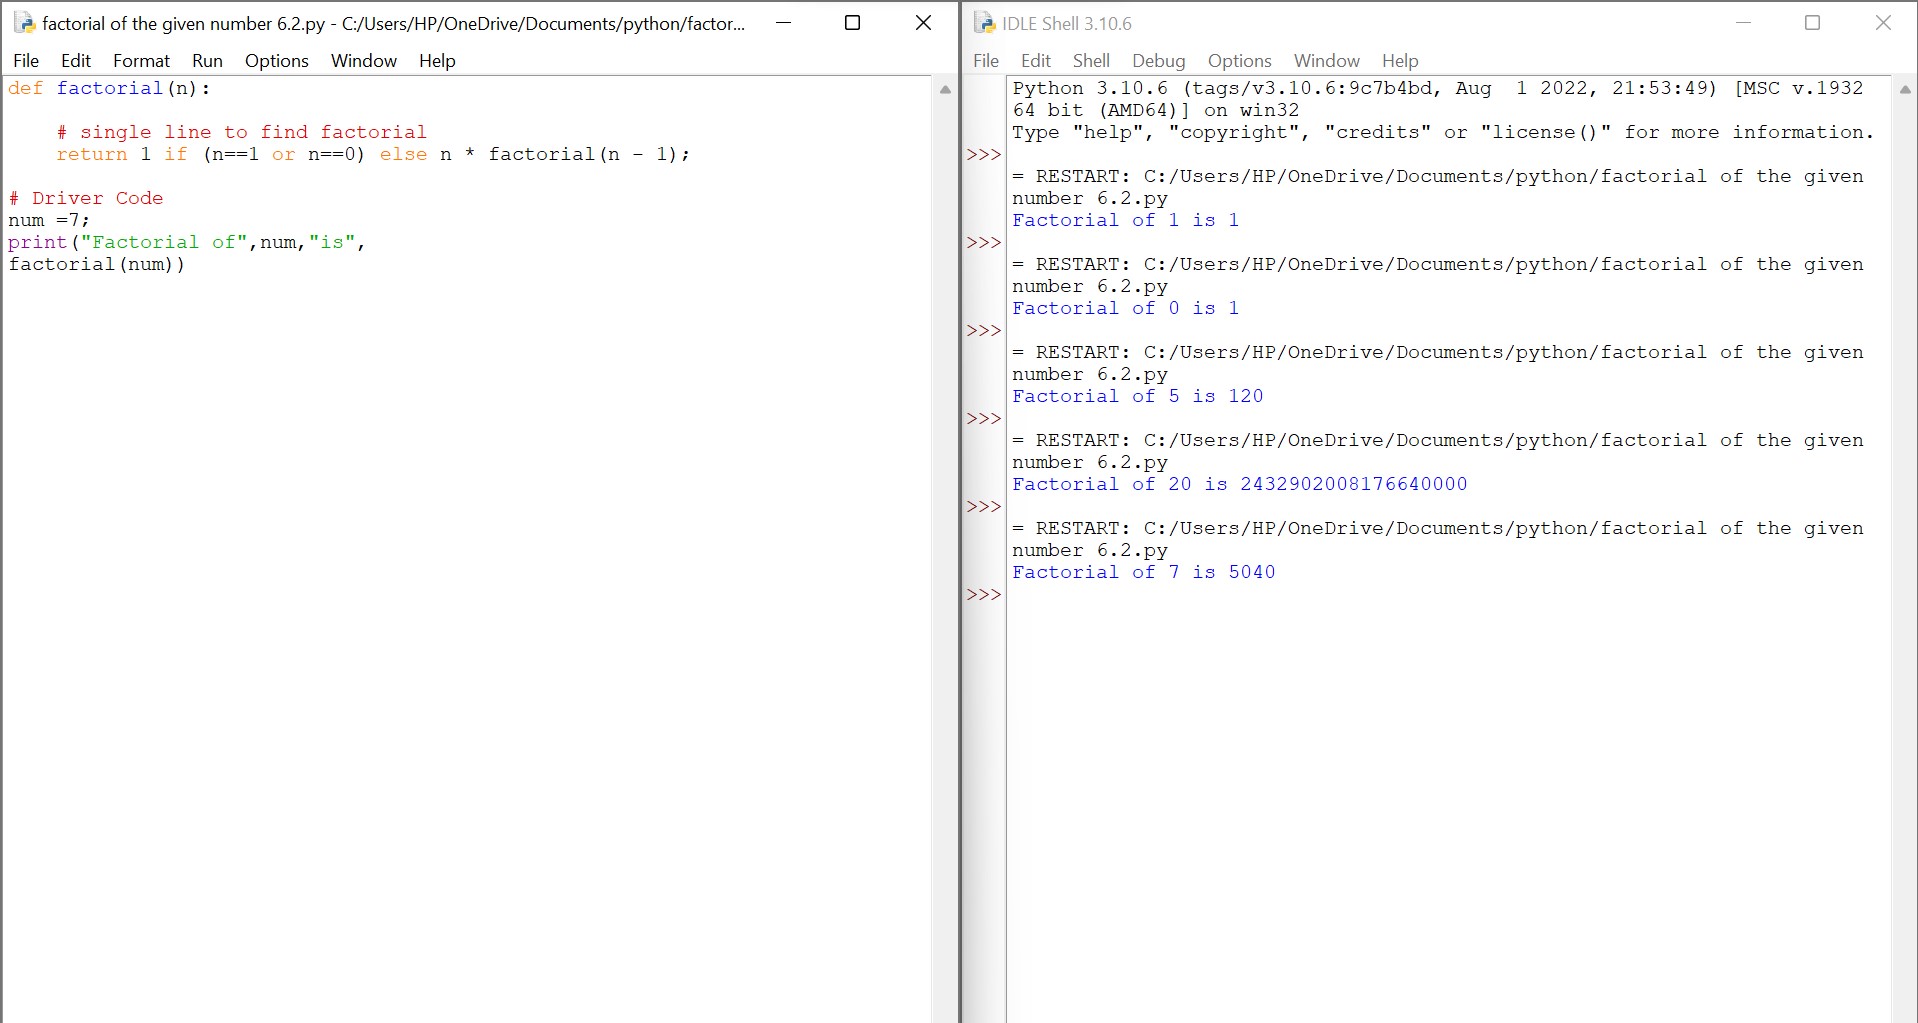 factorial of the given number 6.2.py - C:/Users/HP/OneDrive/Documents/python/factor...
File Edit Format Run Options Window Help
def factorial(n):
    # single line to find factorial
    return 1 if (n==1 or n==0) else n * factorial(n - 1);
# Driver Code
num =7;
print("Factorial of",num,"is",
factorial(num))
IDLE Shell 3.10.6
File Edit Shell Debug Options Window Help
Python 3.10.6 (tags/v3.10.6:9c7b4bd, Aug  1 2022, 21:53:49) [MSC v.1932
64 bit (AMD64)] on win32
Type "help", "copyright", "credits" or "license()" for more information.
>>>
= RESTART: C:/Users/HP/OneDrive/Documents/python/factorial of the given
number 6.2.py
Factorial of 1 is 1
>>>
= RESTART: C:/Users/HP/OneDrive/Documents/python/factorial of the given
number 6.2.py
Factorial of 0 is 1
>>>
= RESTART: C:/Users/HP/OneDrive/Documents/python/factorial of the given
number 6.2.py
Factorial of 5 is 120
>>>
= RESTART: C:/Users/HP/OneDrive/Documents/python/factorial of the given
number 6.2.py
Factorial of 20 is 2432902008176640000
>>>
= RESTART: C:/Users/HP/OneDrive/Documents/python/factorial of the given
number 6.2.py
Factorial of 7 is 5040
>>>